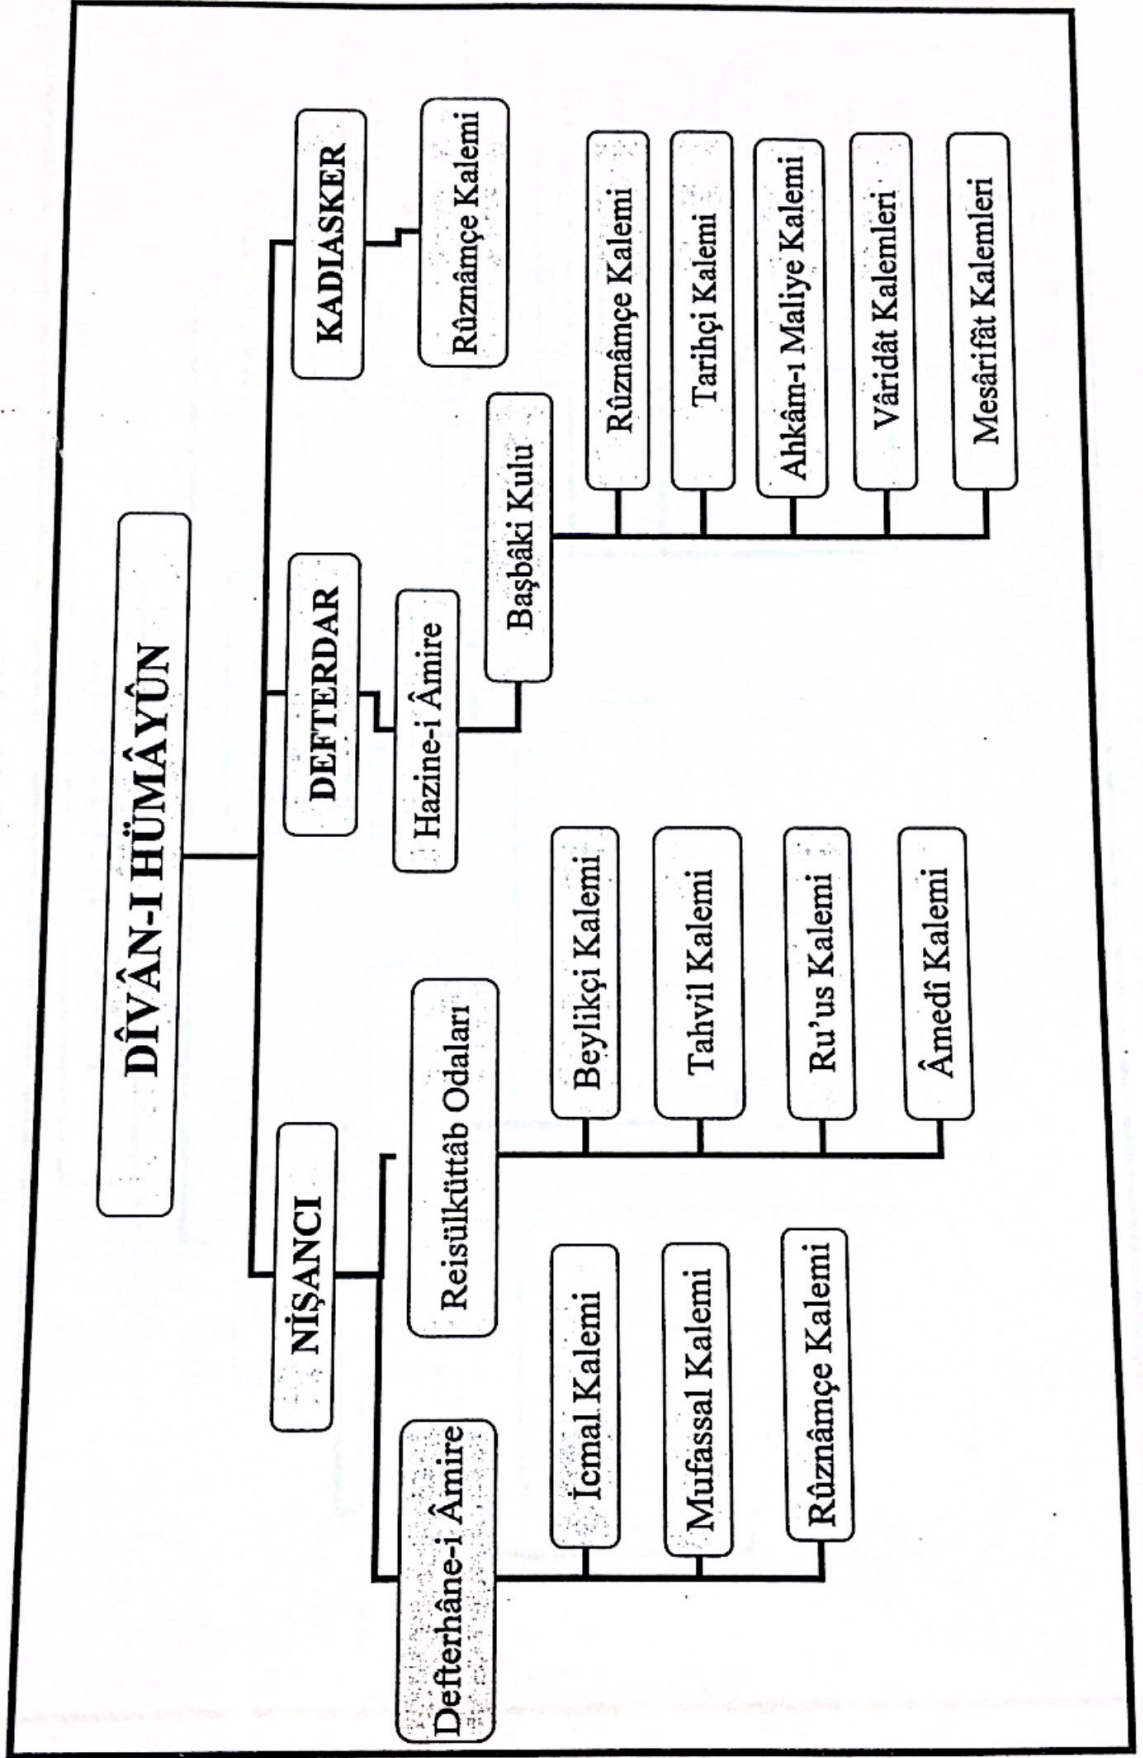 DÎVÂN-I HÜMÂYÛN
NİŞANCI
DEFTERDAR
KADIASKER
Defterhâne-i Âmire
Reisülküttâb Odaları
Hazine-i Âmire
Rûznâmçe Kalemi
Başbâki Kulu
İcmal Kalemi
Mufassal Kalemi
Rûznâmçe Kalemi
Beylikçi Kalemi
Tahvil Kalemi
Ru'us Kalemi
Âmedî Kalemi
Rûznâmçe Kalemi
Tarihçi Kalemi
Ahkâm-ı Maliye Kalemi
Vâridât Kalemleri
Mesârifât Kalemleri